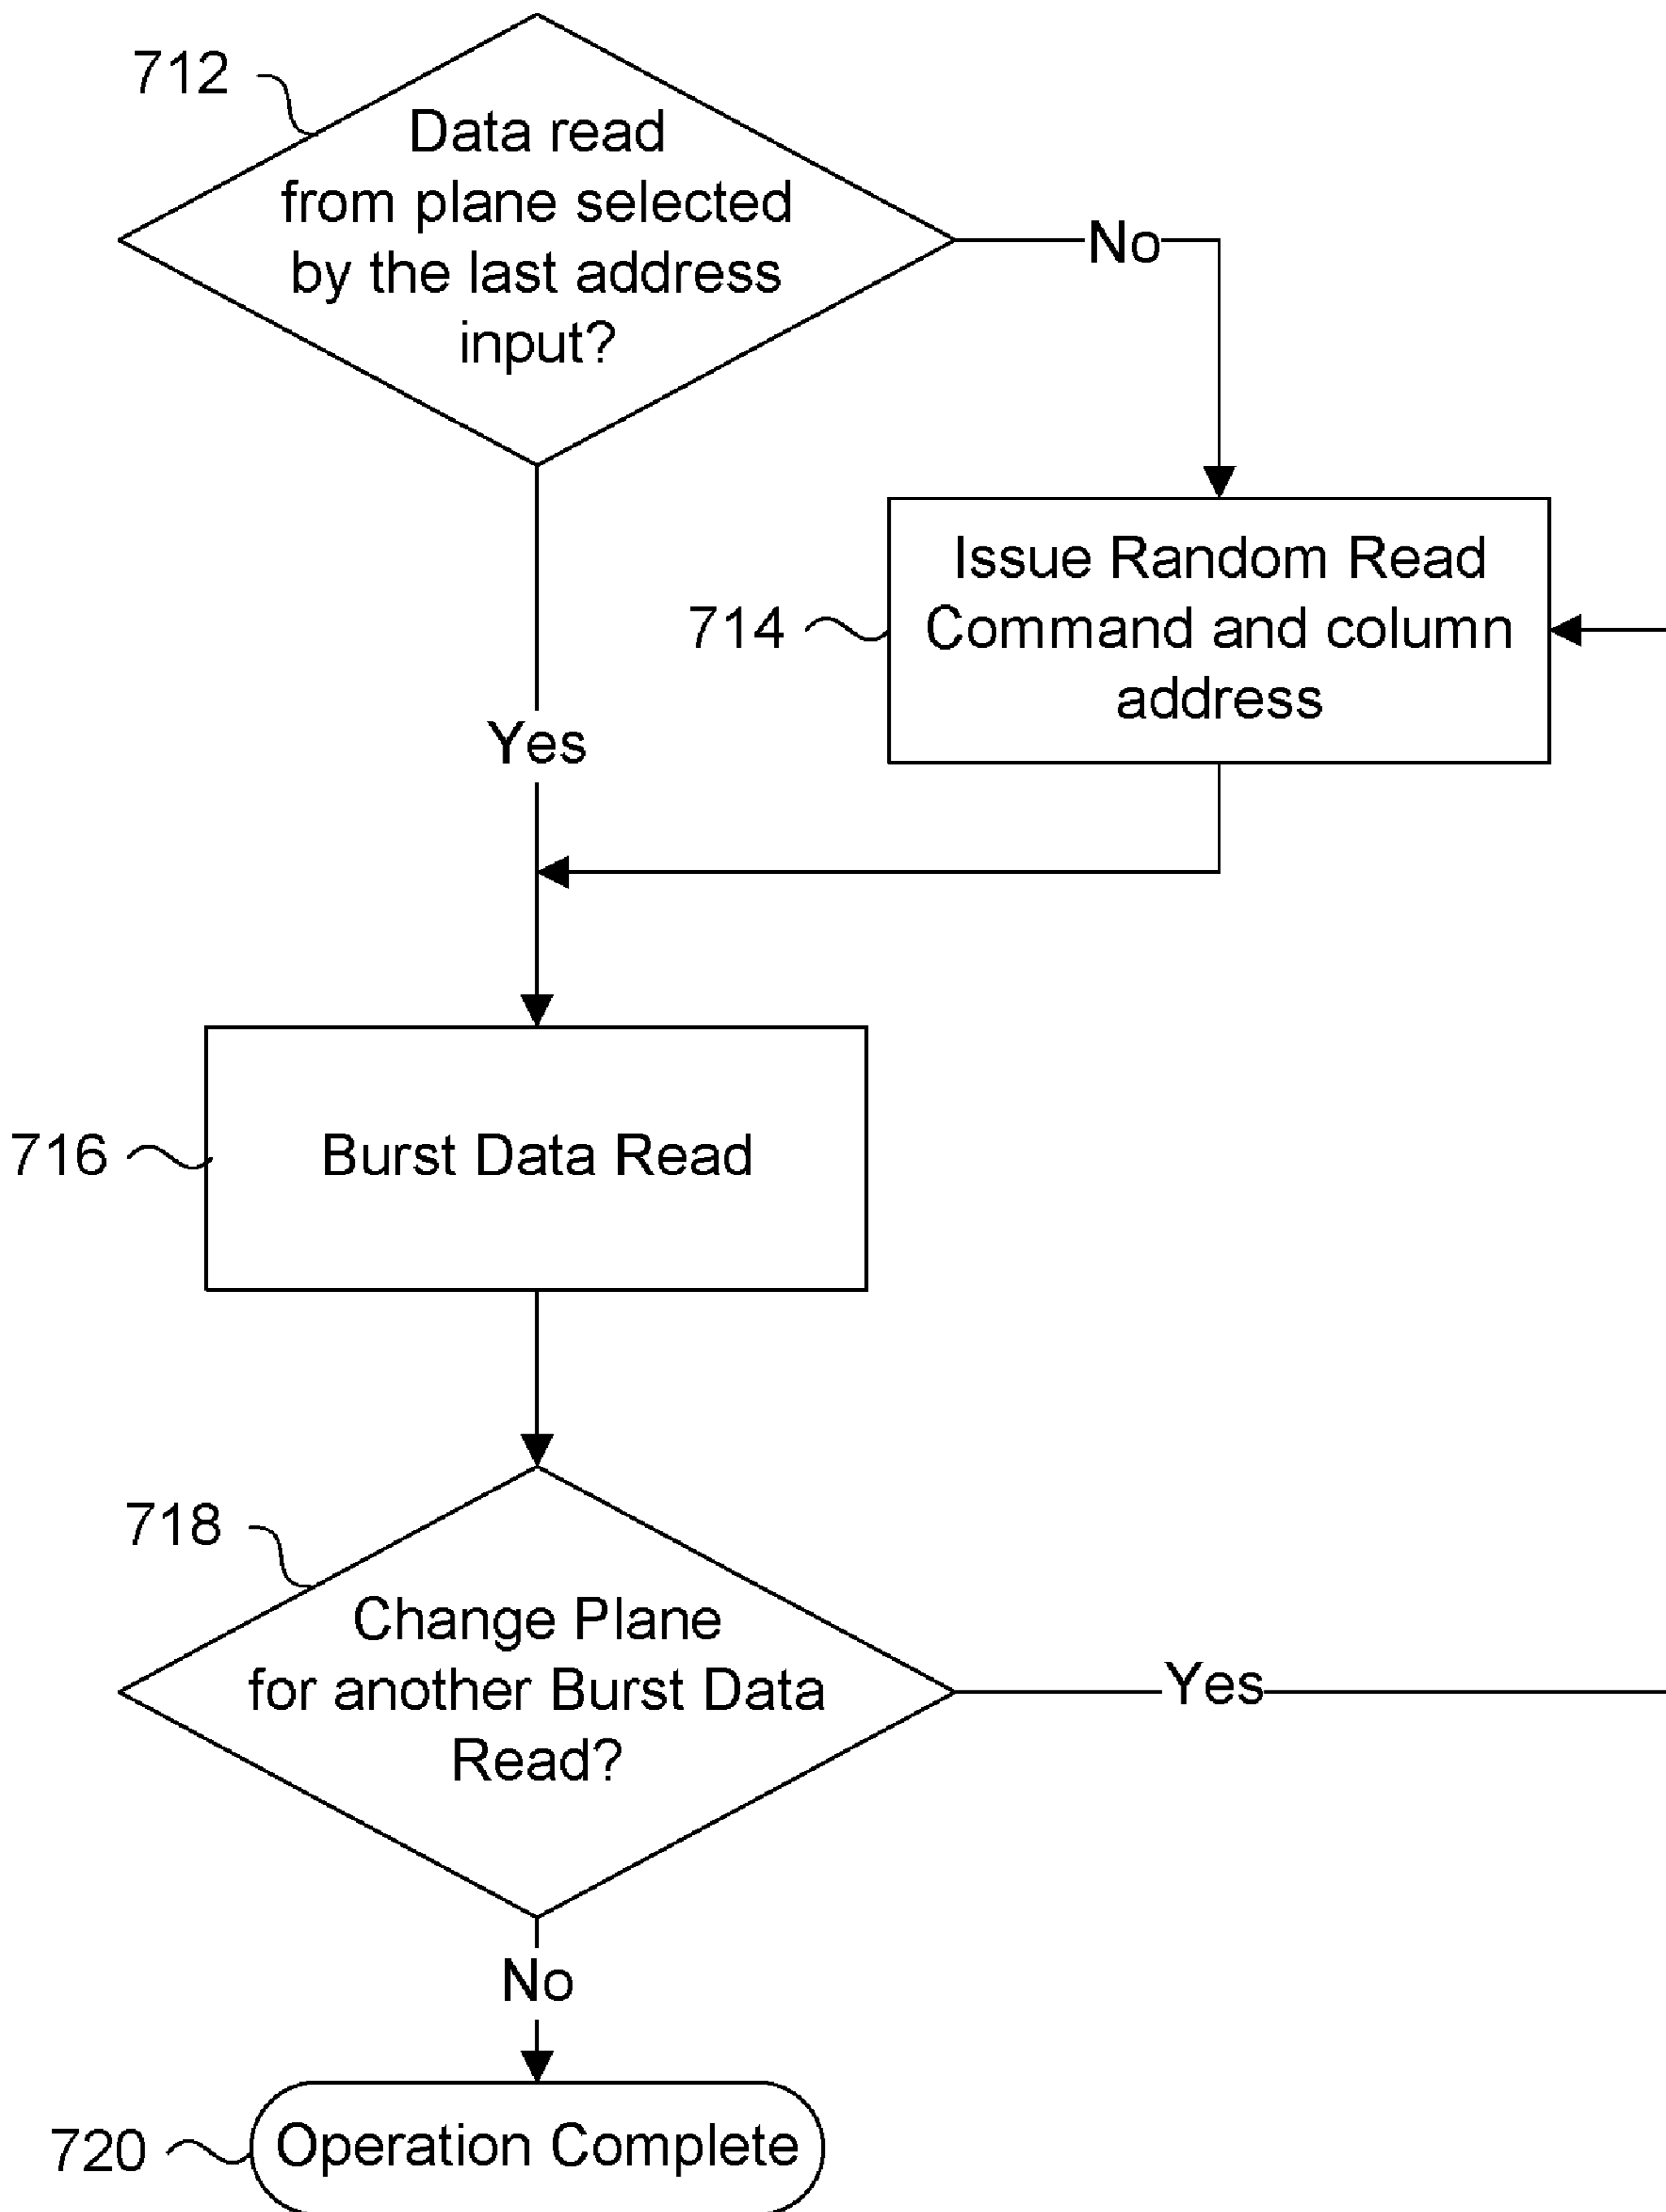 712
Data read
from plane selected
by the last address
input?
No
Issue Random Read
714
Command and column
address
Yes
716
Burst Data Read
718
Change Plane
for another Burst Data
Read?
Yes
No
720
Operation Complete